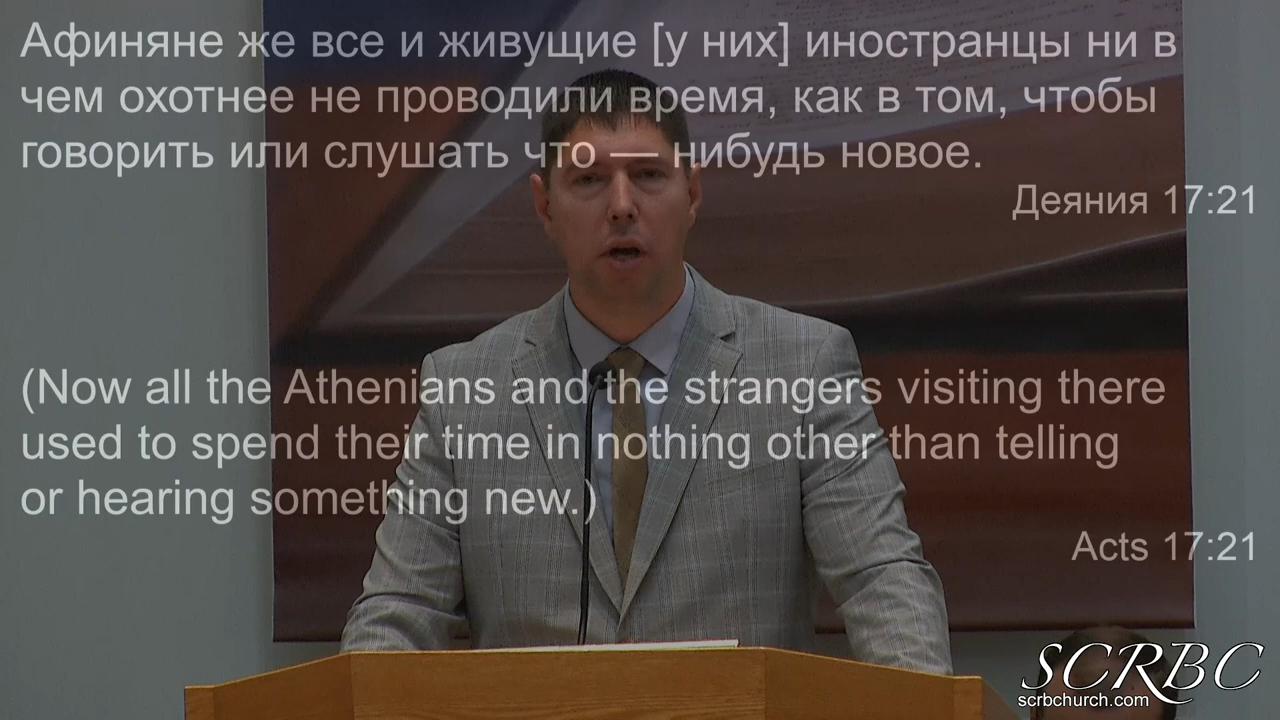 Афиняне же все и живущие [у них] иностранцы ни в
чем охотнее не проводили время, как в том, чтобы
говорить или слушать что — нибудь новое.
Деяния 17:21
(Now all the Athenians and the strangers visiting there
used to spend their time in nothing other than telling
or hearing something new.)
Acts 17:21
SCRBC
scrbchurch.com